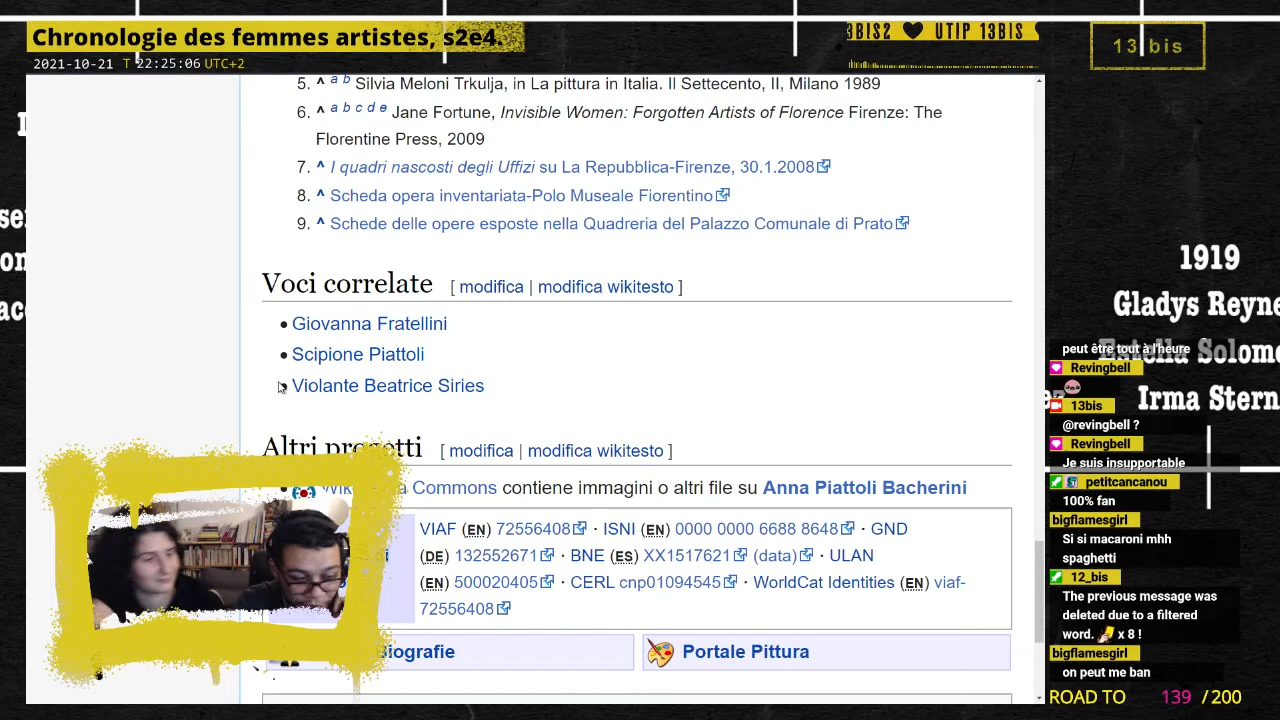 Chronologie des femmes artistes, s2e4.
2021-10-21 T 22:25:06 UTC+2
3BIS2 UTIP 13BIS
13 bis
5. ^ a b Silvia Meloni Trkulja, in La pittura in Italia. Il Settecento, II, Milano 1989
6. ^ a b c d e Jane Fortune, Invisible Women: Forgotten Artists of Florence Firenze: The
Florentine Press, 2009
7. ^ I quadri nascosti degli Uffizi su La Repubblica-Firenze, 30.1.2008
8. ^ Scheda opera inventariata-Polo Museale Fiorentino
9. ^ Schede delle opere esposte nella Quadreria del Palazzo Comunale di Prato
Voci correlate [ modifica | modifica wikitesto ]
• Giovanna Fratellini
• Scipione Piattoli
• Violante Beatrice Siries
Altri progetti [ modifica | modifica wikitesto ]
Commons contiene immagini o altri file su Anna Piattoli Bacherini
VIAF (EN) 72556408 · ISNI (EN) 0000 0000 6688 8648 · GND
(DE) 132552671 · BNE (ES) XX1517621 (data) · ULAN
(EN) 500020405 · CERL cnp01094545 · WorldCat Identities (EN) viaf-
72556408
Biografie
Portale Pittura
1919
Gladys Reyne
Estella Solome
Irma Stern
peut être tout à l'heure
Revingbell
13bis
@revingbell ?
Revingbell
Je suis insupportable
petitcancanou
100% fan
bigflamesgirl
Si si macaroni mhh
spaghetti
12_bis
The previous message was
deleted due to a filtered
word. x 8 !
bigflamesgirl
on peut me ban
ROAD TO 139 /200